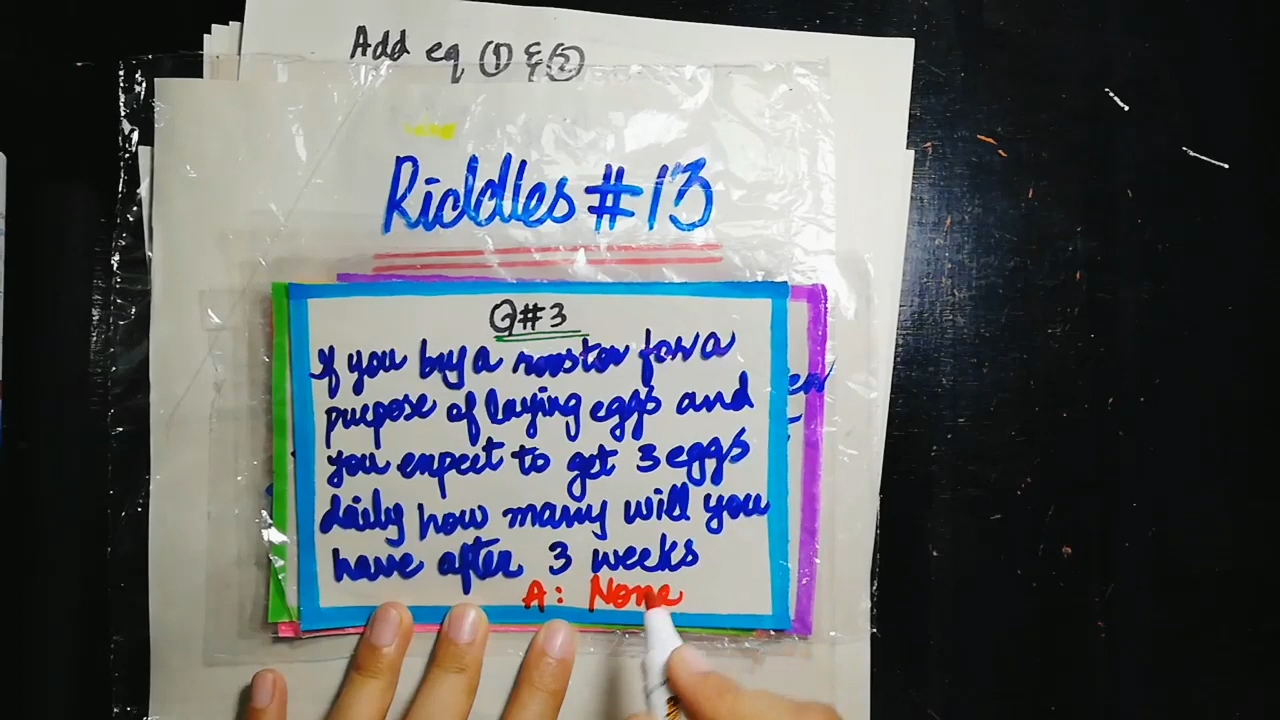 Add eq ① & ②
Riddles #13
Q#3
If you buy a rooster for a
purpose of laying eggs and
you expect to get 3 eggs
daily how many will you
have after 3 weeks
A: None